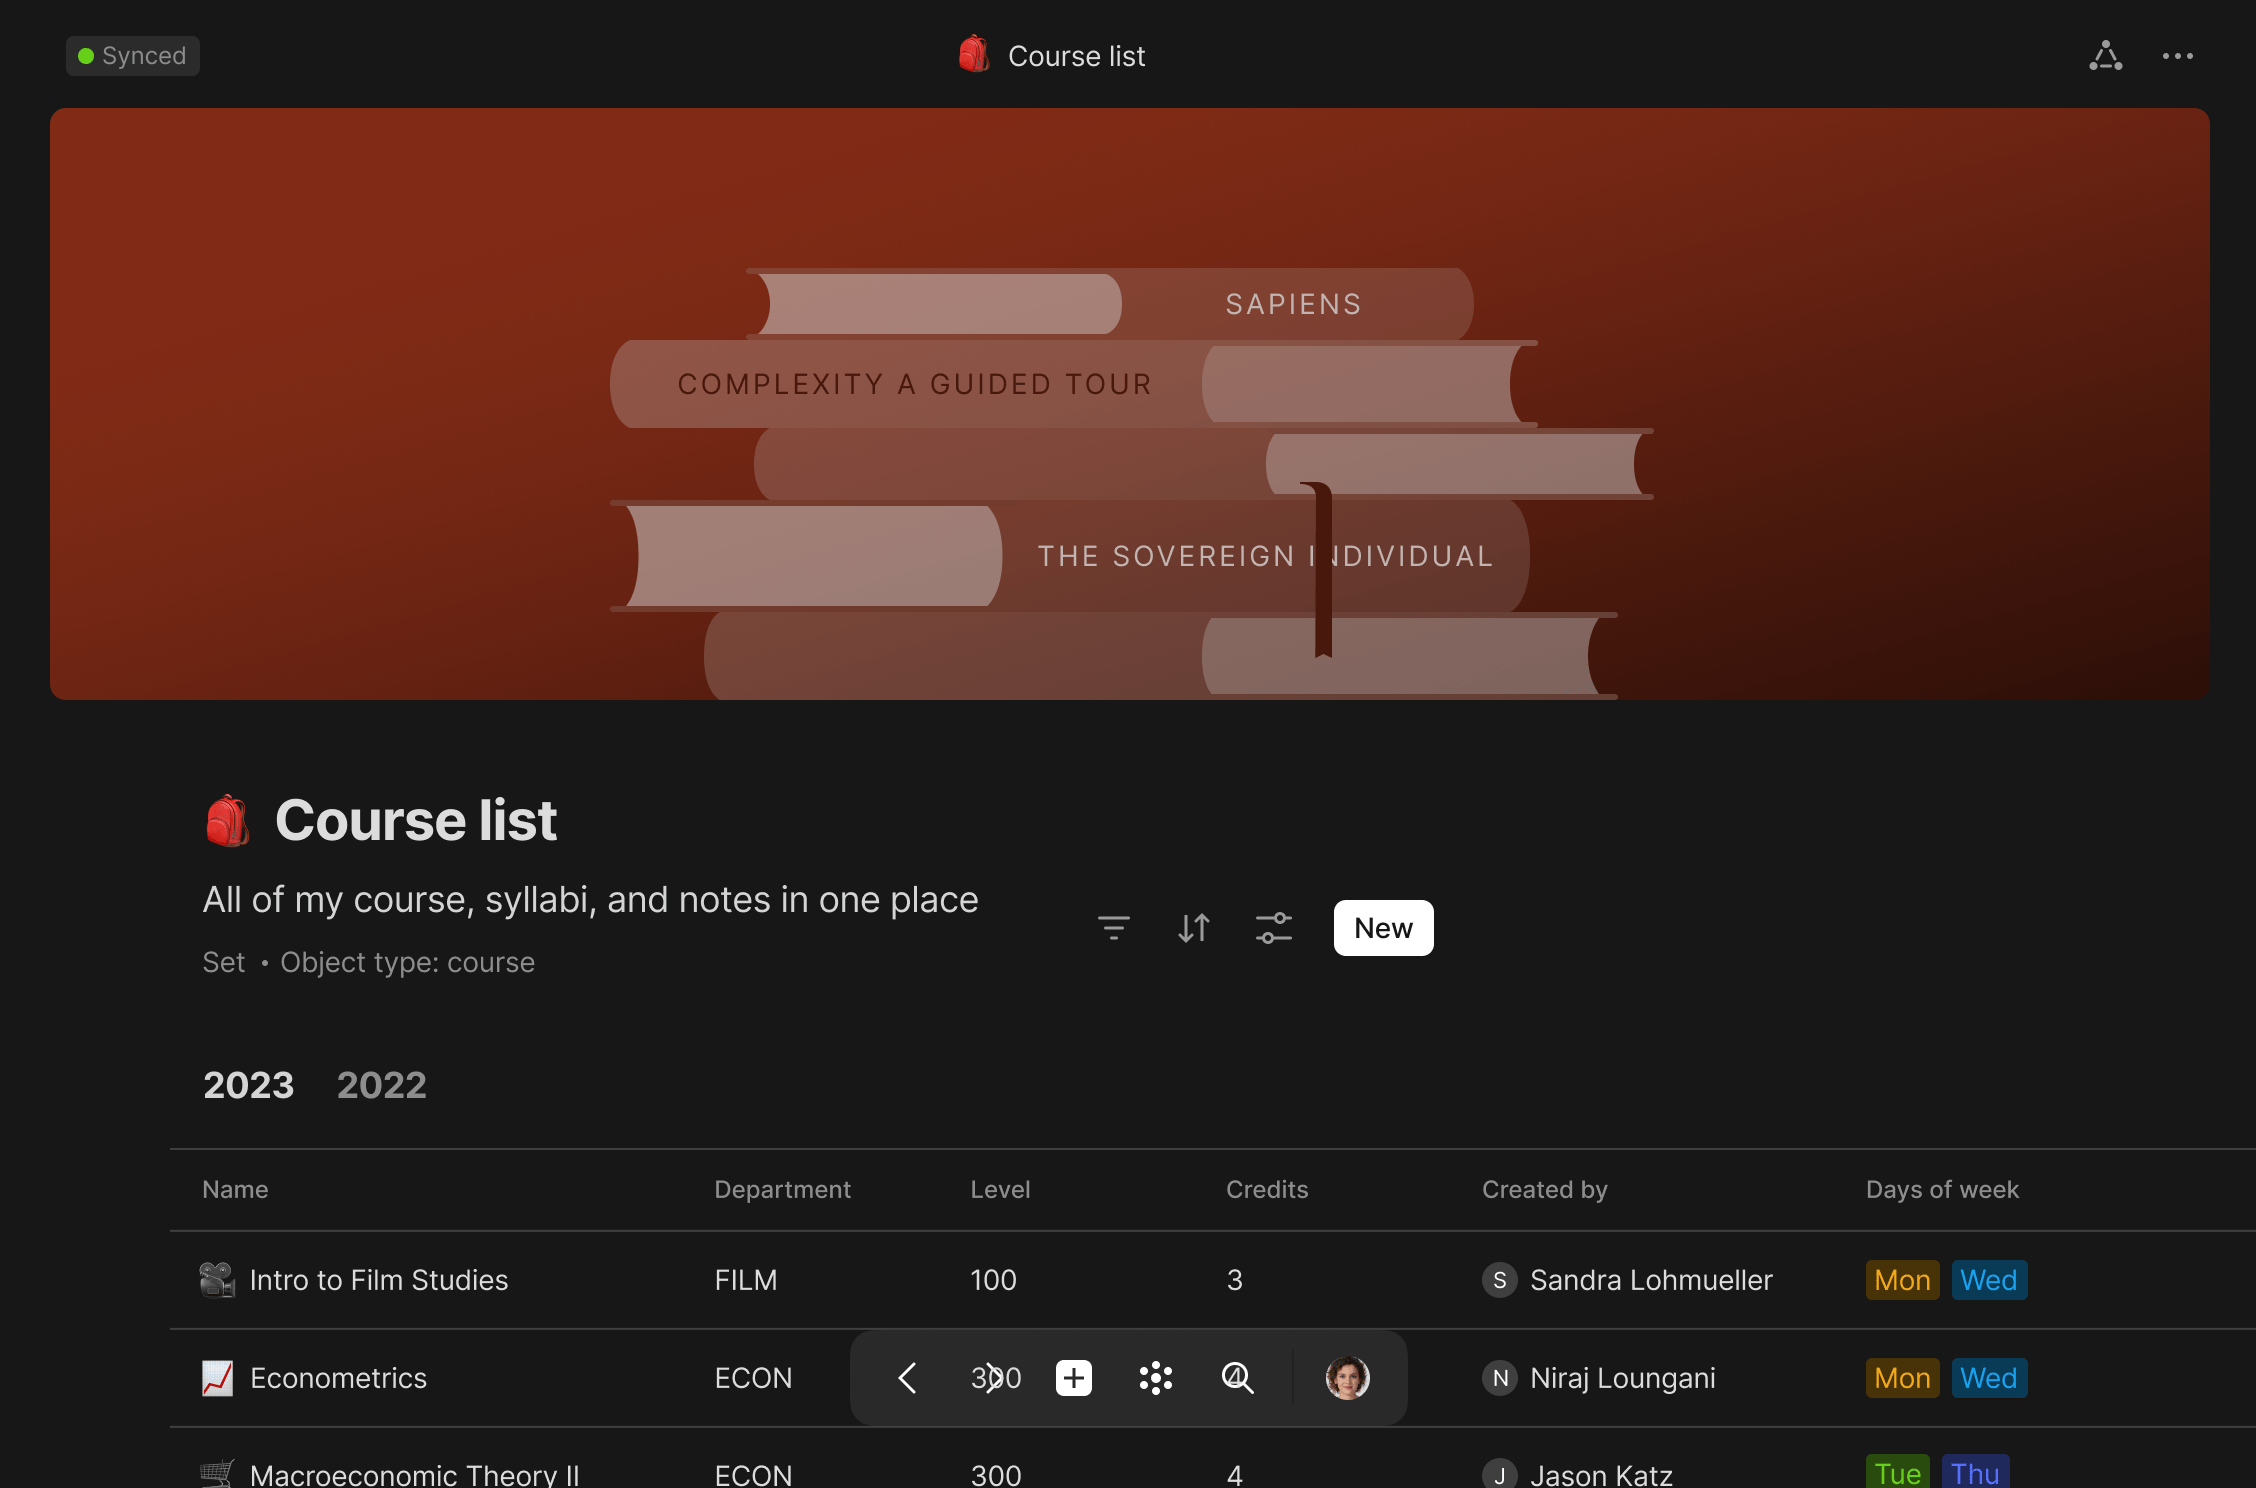 Synced
Course list
SAPIENS
COMPLEXITY A GUIDED TOUR
THE SOVEREIGN INDIVIDUAL
Course list
All of my course, syllabi, and notes in one place
New
Set • Object type: course
2023 2022
Name Department Level Credits Created by Days of week
Intro to Film Studies FILM 100 3 S Sandra Lohmueller Mon Wed
Econometrics ECON 300 4 N Niraj Loungani Mon Wed
Macroeconomic Theory II ECON 300 4 J Jason Katz Tue Thu